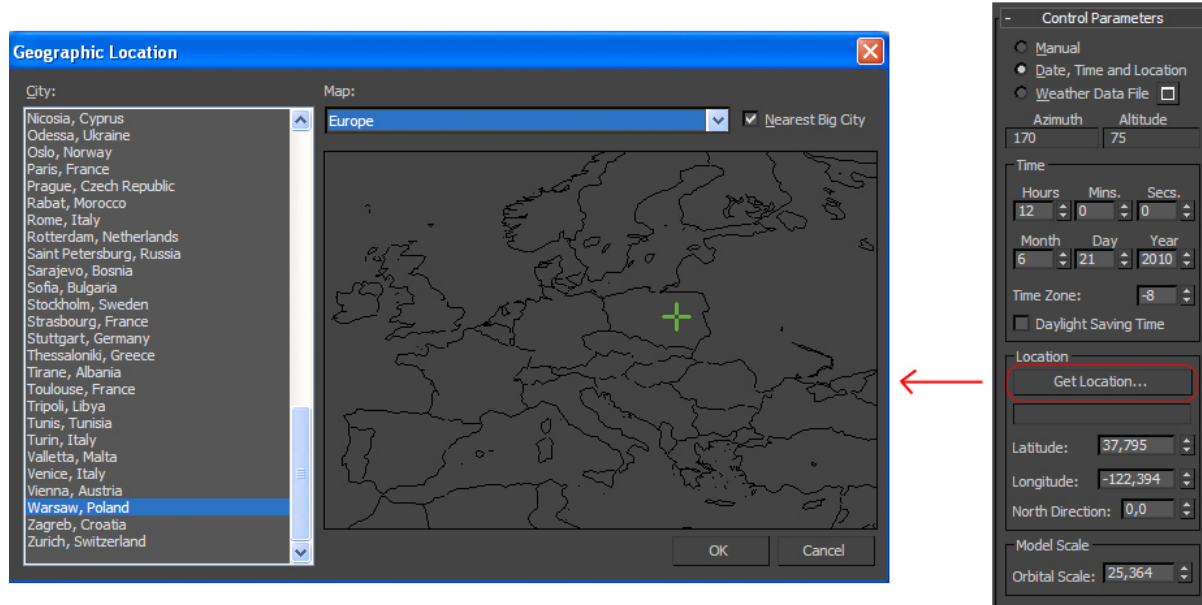 Geographic Location
City:
Map:
Nicosia, Cyprus
Odessa, Ukraine
Oslo, Norway
Paris, France
Prague, Czech Republic
Rabat, Morocco
Rome, Italy
Rotterdam, Netherlands
Saint Petersburg, Russia
Sarajevo, Bosnia
Sofia, Bulgaria
Stockholm, Sweden
Strasbourg, France
Stuttgart, Germany
Thessaloniki, Greece
Tirane, Albania
Toulouse, France
Tripoli, Libya
Tunis, Tunisia
Turin, Italy
Valletta, Malta
Venice, Italy
Vienna, Austria
Warsaw, Poland
Zagreb, Croatia
Zurich, Switzerland
Europe
Nearest Big City
OK Cancel
- Control Parameters
Manual
Date, Time and Location
Weather Data File
Azimuth Altitude
170 75
Time
Hours Mins. Secs.
12 0 0
Month Day Year
6 21 2010
Time Zone: -8
Daylight Saving Time
Location
Get Location...
Latitude: 37,795
Longitude: -122,394
North Direction: 0,0
Model Scale
Orbital Scale: 25,364